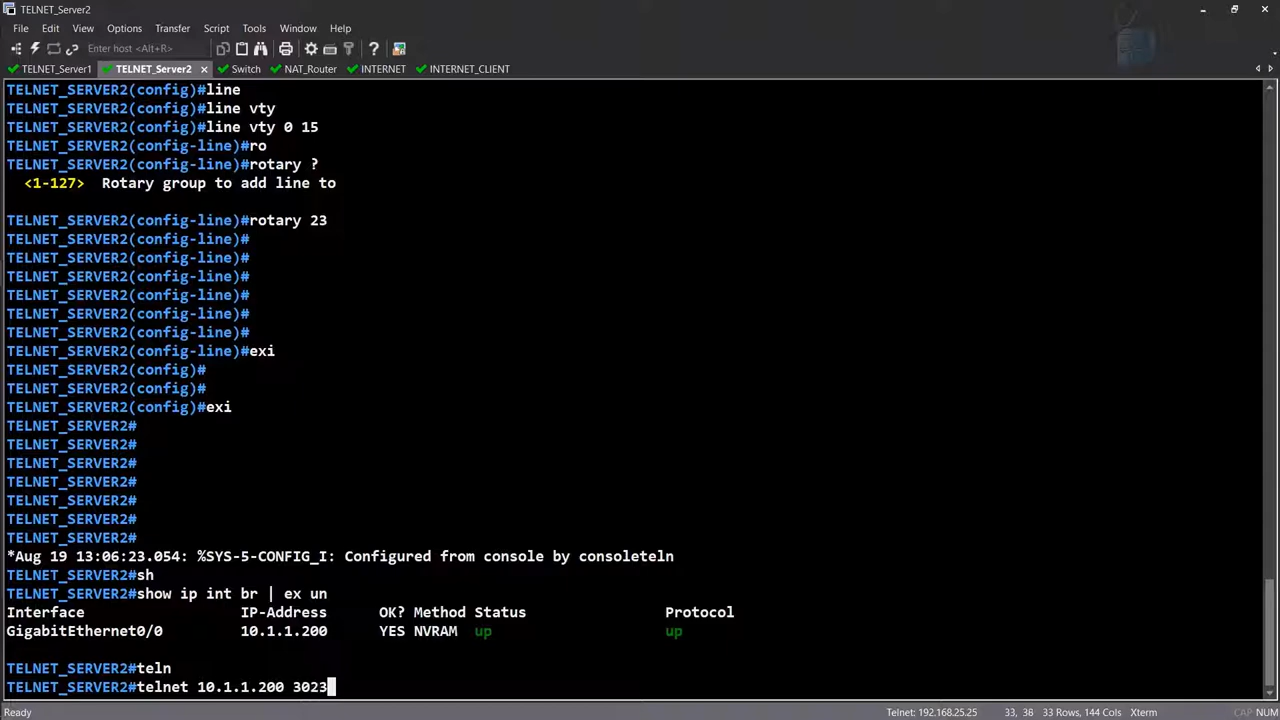 TELNET_Server2
File Edit View Options Transfer Script Tools Window Help
Enter host <Alt+R>
TELNET_Server1 TELNET_Server2 Switch NAT_Router INTERNET INTERNET_CLIENT
TELNET_SERVER2(config)#line
TELNET_SERVER2(config)#line vty
TELNET_SERVER2(config)#line vty 0 15
TELNET_SERVER2(config-line)#ro
TELNET_SERVER2(config-line)#rotary ?
<1-127> Rotary group to add line to
TELNET_SERVER2(config-line)#rotary 23
TELNET_SERVER2(config-line)#
TELNET_SERVER2(config-line)#
TELNET_SERVER2(config-line)#
TELNET_SERVER2(config-line)#
TELNET_SERVER2(config-line)#
TELNET_SERVER2(config-line)#
TELNET_SERVER2(config-line)#exi
TELNET_SERVER2(config)#
TELNET_SERVER2(config)#
TELNET_SERVER2(config)#exi
TELNET_SERVER2#
TELNET_SERVER2#
TELNET_SERVER2#
TELNET_SERVER2#
TELNET_SERVER2#
TELNET_SERVER2#
TELNET_SERVER2#
*Aug 19 13:06:23.054: %SYS-5-CONFIG_I: Configured from console by consoleteln
TELNET_SERVER2#sh
TELNET_SERVER2#show ip int br | ex un
Interface IP-Address OK? Method Status Protocol
GigabitEthernet0/0 10.1.1.200 YES NVRAM up up
TELNET_SERVER2#teln
TELNET_SERVER2#telnet 10.1.1.200 3023
Ready Telnet: 192.168.25.25 33, 36 33 Rows, 144 Cols Xterm CAP NUM